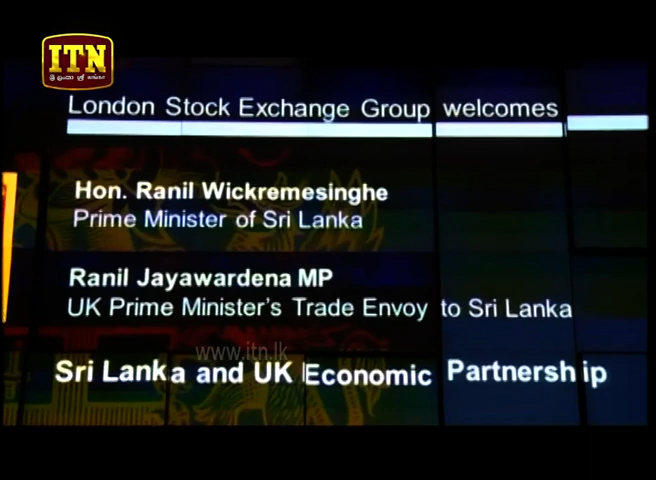 ITN
London Stock Exchange Group welcomes
Hon. Ranil Wickremesinghe
Prime Minister of Sri Lanka
Ranil Jayawardena MP
UK Prime Minister's Trade Envoy to Sri Lanka
www.itn.lk
Sri Lanka and UK Economic Partnership